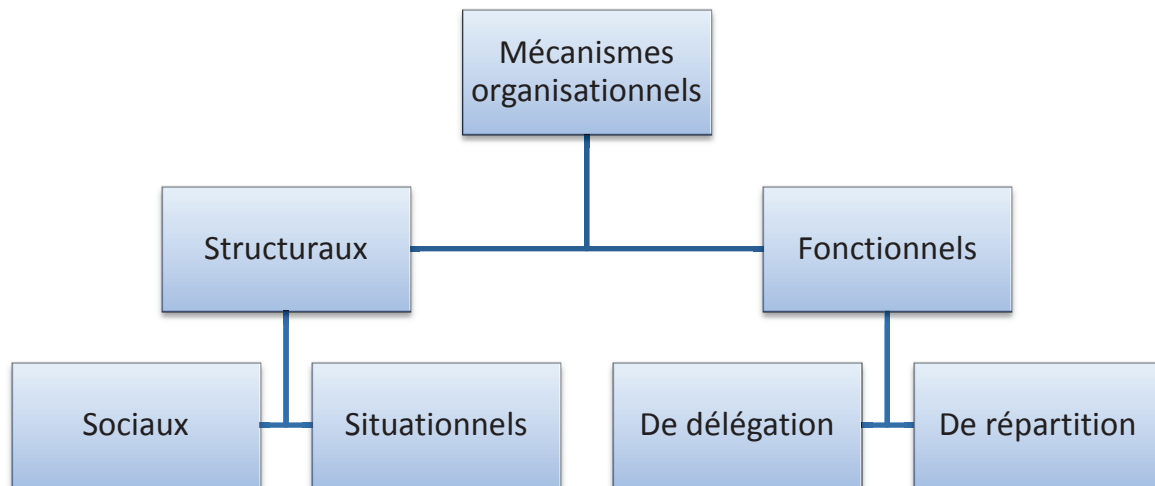 Mécanismes
organisationnels
Structuraux
Fonctionnels
Sociaux
Situationnels
De délégation
De répartition